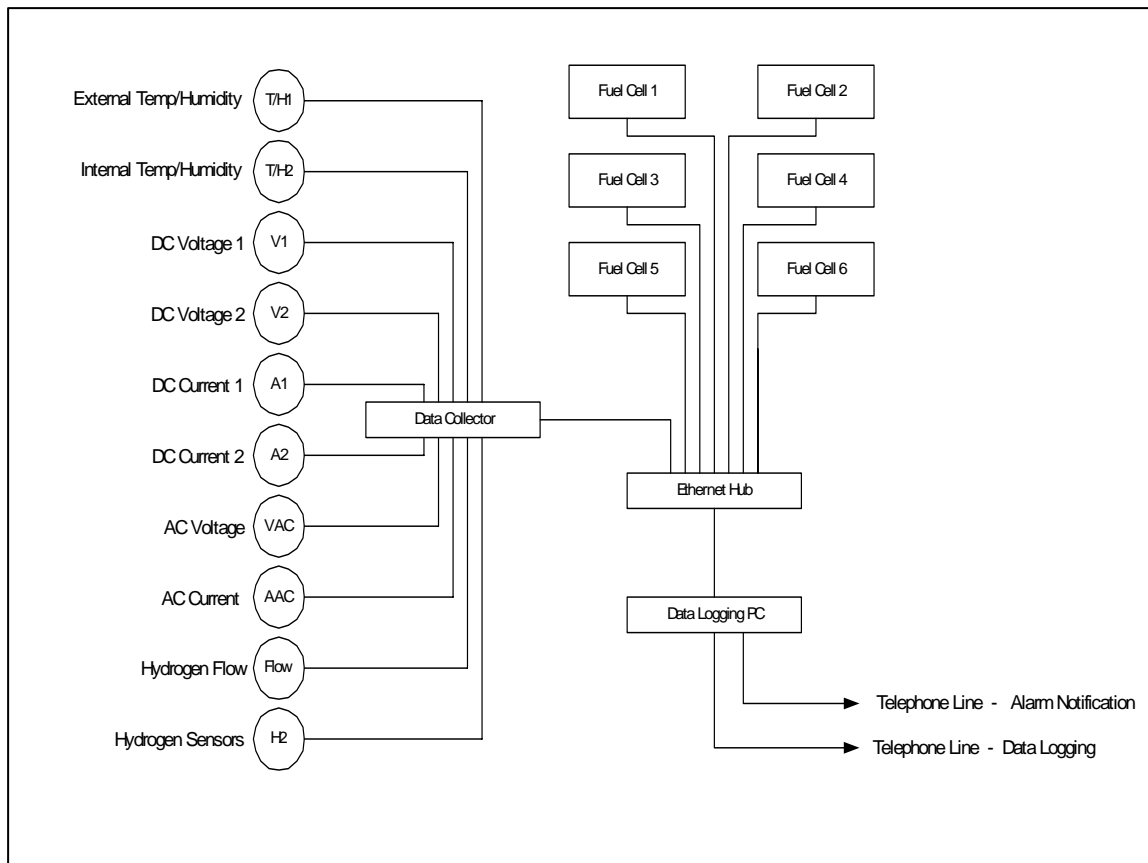 External Temp/Humidity T/H1
Internal Temp/Humidity T/H2
DC Voltage 1 V1
DC Voltage 2 V2
DC Current 1 A1
DC Current 2 A2
AC Voltage VAC
AC Current AAC
Hydrogen Flow Flow
Hydrogen Sensors H2
Data Collector
Fuel Cell 1 Fuel Cell 2
Fuel Cell 3 Fuel Cell 4
Fuel Cell 5 Fuel Cell 6
Ethernet Hub
Data Logging PC
Telephone Line - Alarm Notification
Telephone Line - Data Logging